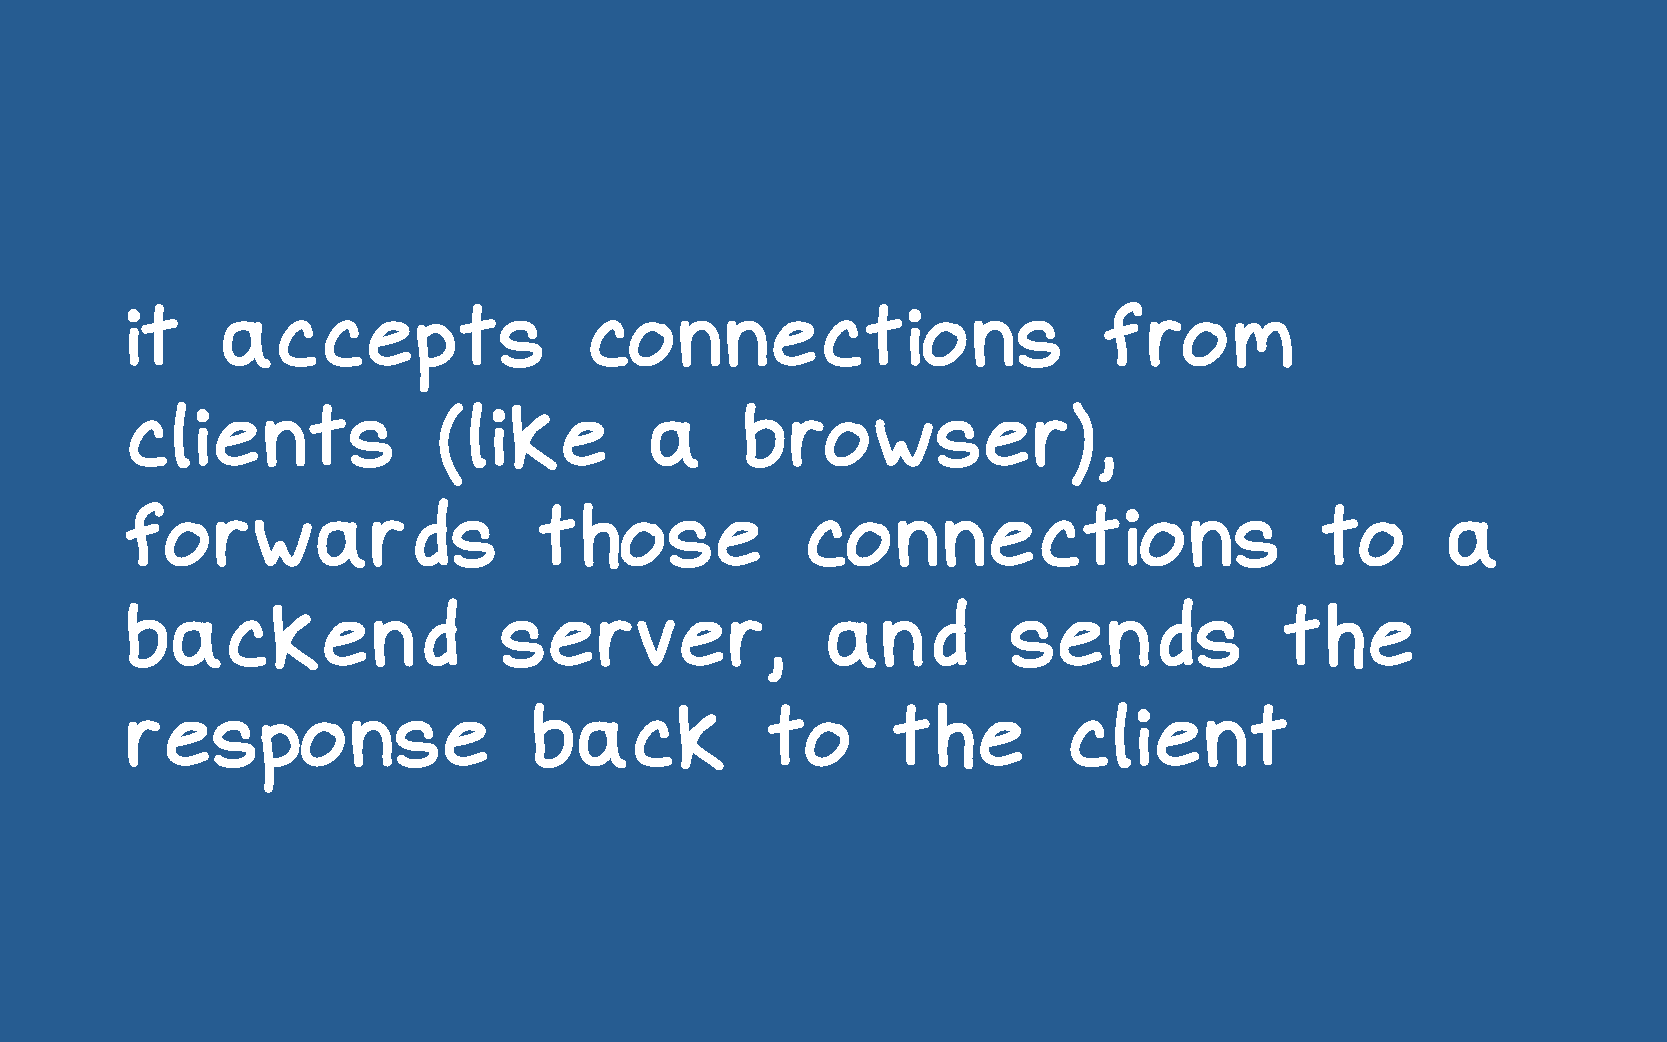 it accepts connections from
clients (like a browser),
forwards those connections to a
backend server, and sends the
response back to the client